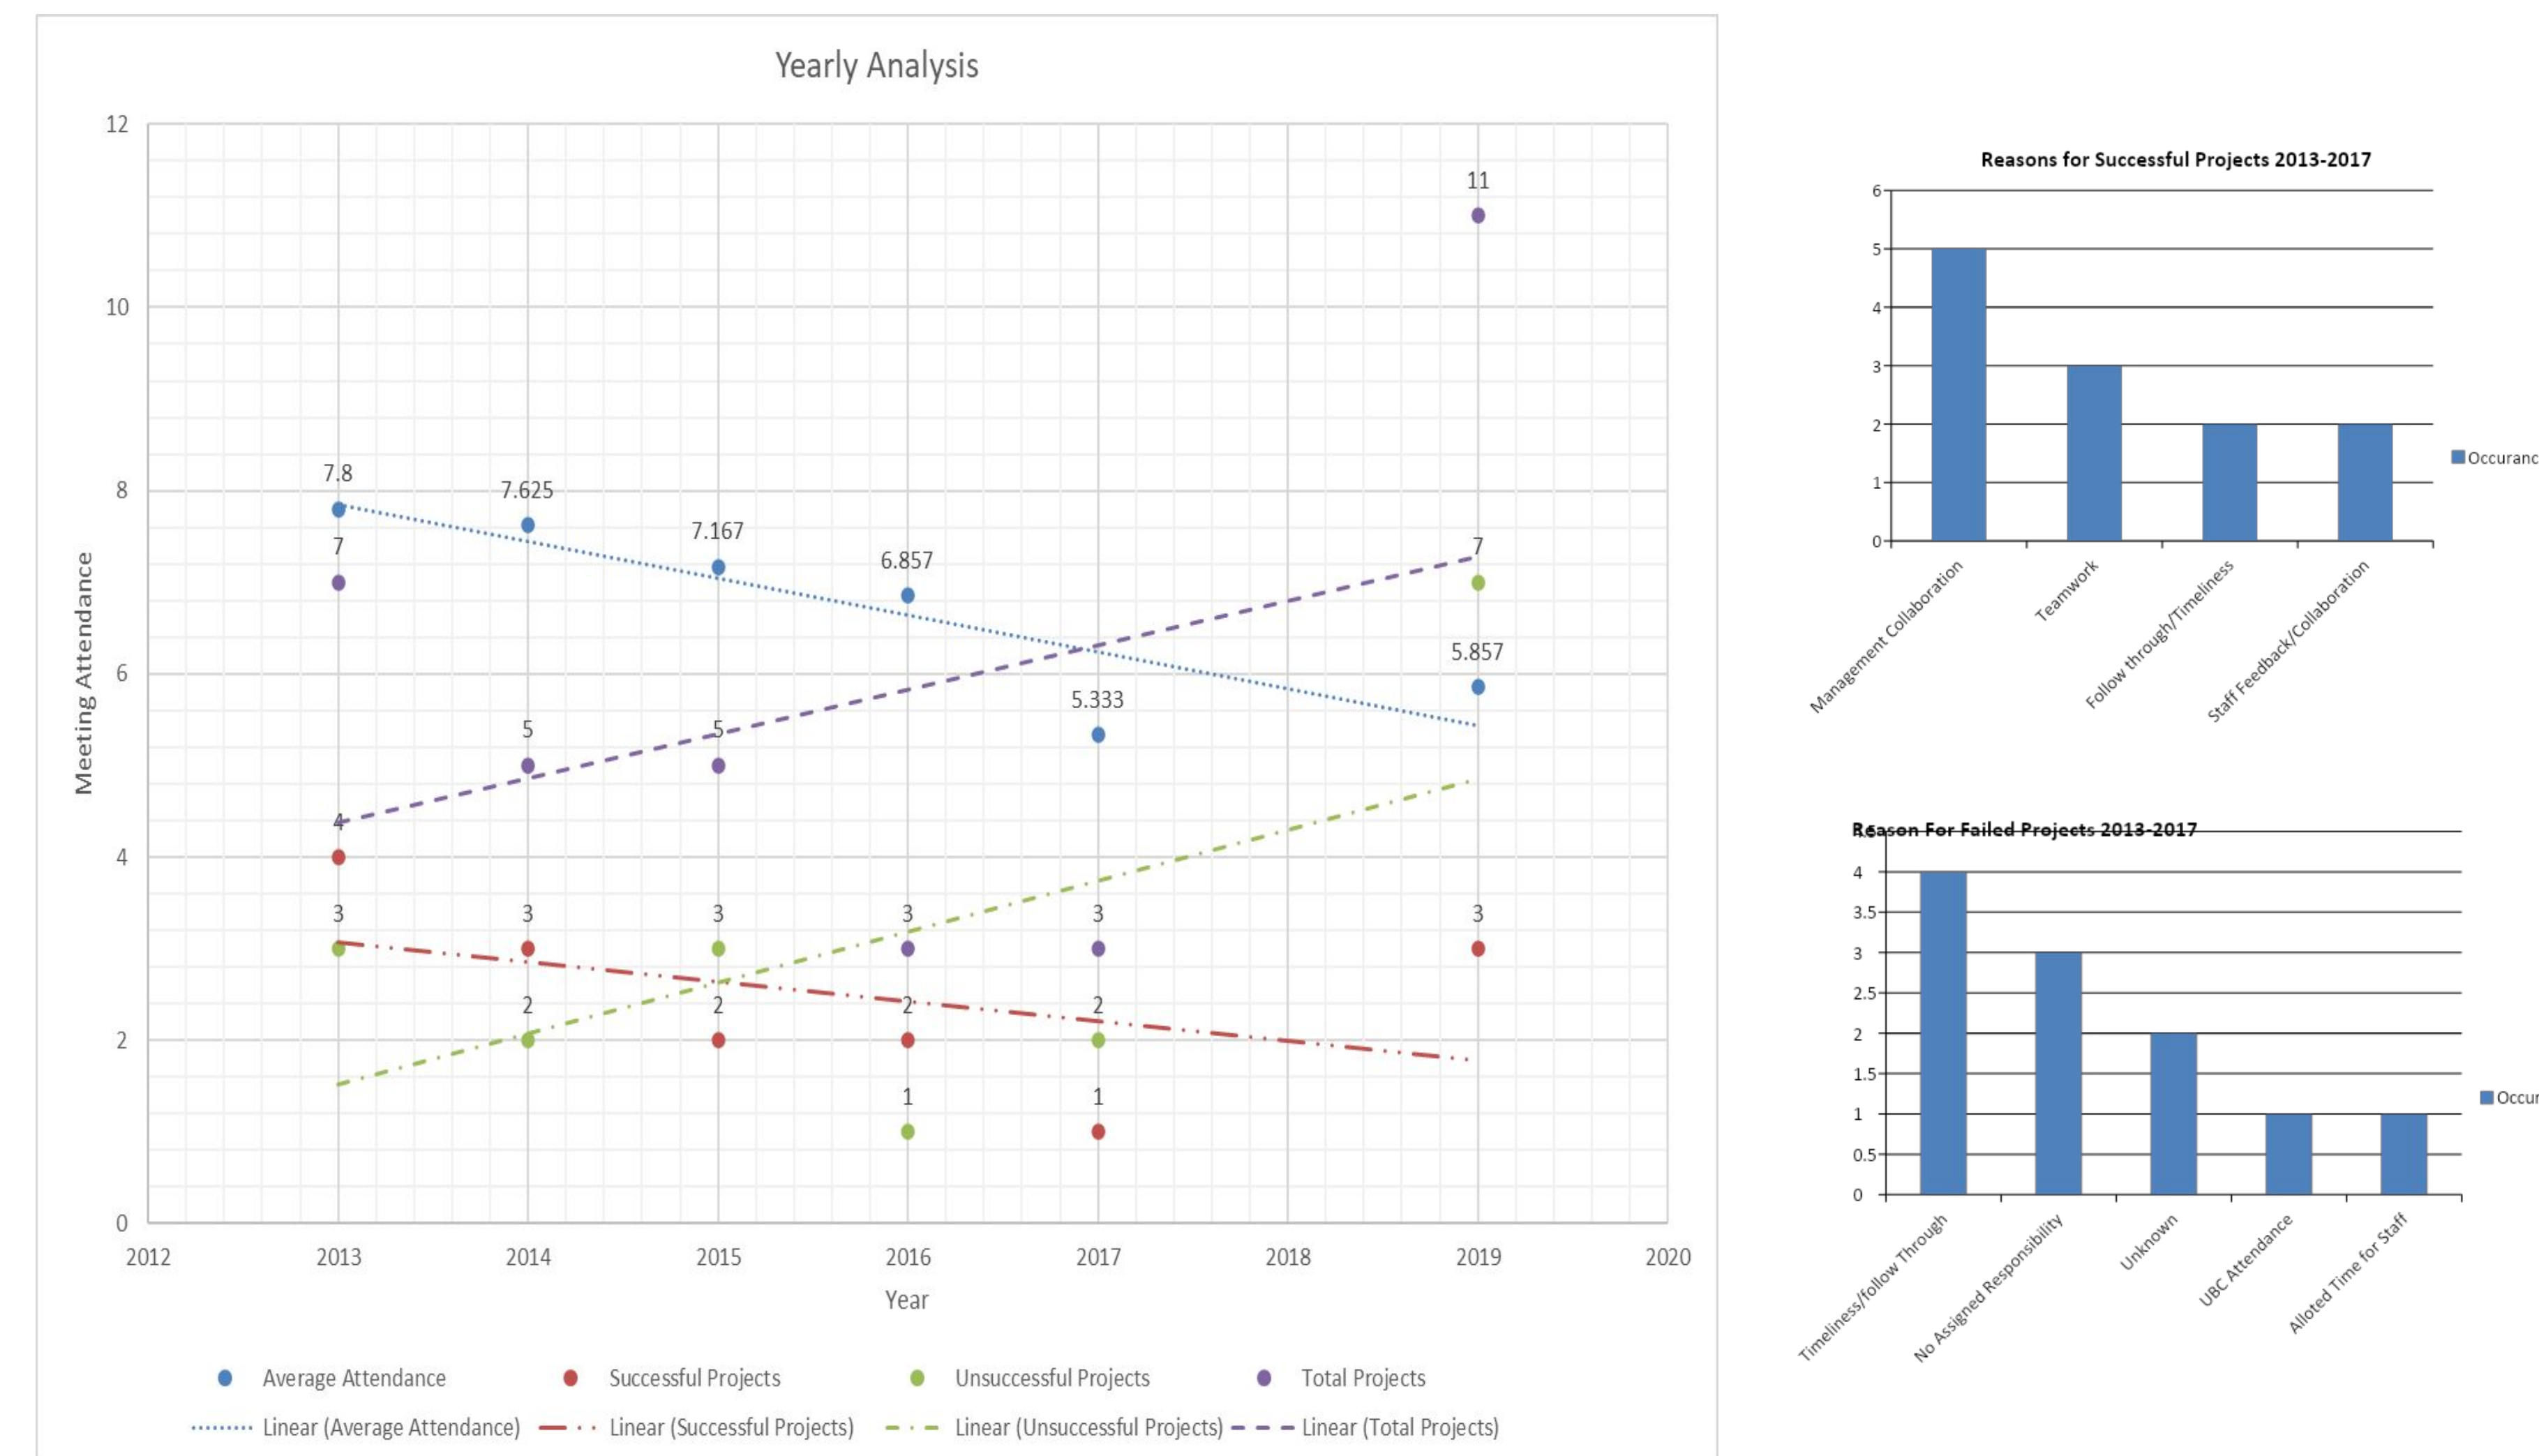 Yearly Analysis
12
10
8
6
4
2
0
Meeting Attendance
7.8
7.625
7.167
6.857
5.333
5.857
7
5
5
3
3
11
4
3
2
2
1
3
3
2
3
1
2
7
2012 2013 2014 2015 2016 2017 2018 2019 2020
Year
Average Attendance Successful Projects Unsuccessful Projects Total Projects
Linear (Average Attendance) Linear (Successful Projects) Linear (Unsuccessful Projects) Linear (Total Projects)
Reasons for Successful Projects 2013-2017
6
5
4
3
2
1
0
Management Collaboration
Teamwork
Follow through/Timeliness
Staff Feedback/Collaboration
Occuranc
Reason For Failed Projects 2013-2017
4.5
4
3.5
3
2.5
2
1.5
1
0.5
0
Timeliness/follow Through
No Assigned Responsibility
Unknown
UBC Attendance
Alloted Time for Staff
Occur